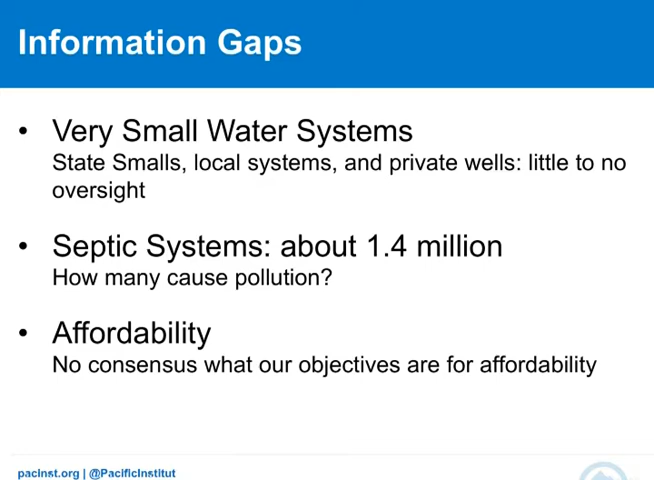 Information Gaps
• Very Small Water Systems
State Smalls, local systems, and private wells: little to no
oversight
• Septic Systems: about 1.4 million
How many cause pollution?
• Affordability
No consensus what our objectives are for affordability
pacinst.org | @PacificInstitut